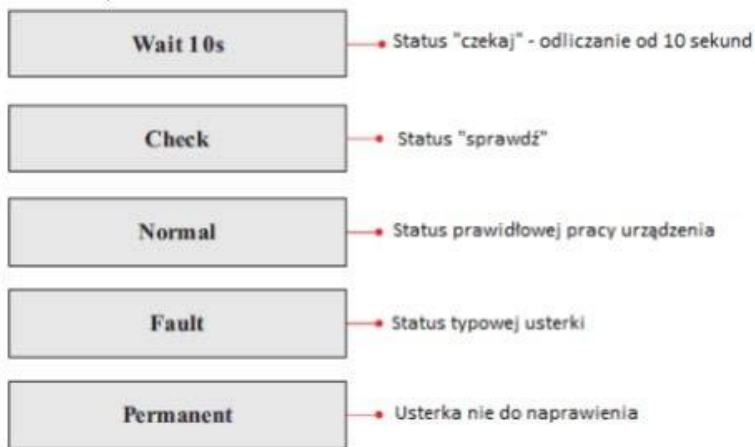 Wait 10s
Status "czekaj" - odliczanie od 10 sekund
Check
Status "sprawdź"
Normal
Status prawidłowej pracy urządzenia
Fault
Status typowej usterki
Permanent
Usterka nie do naprawienia